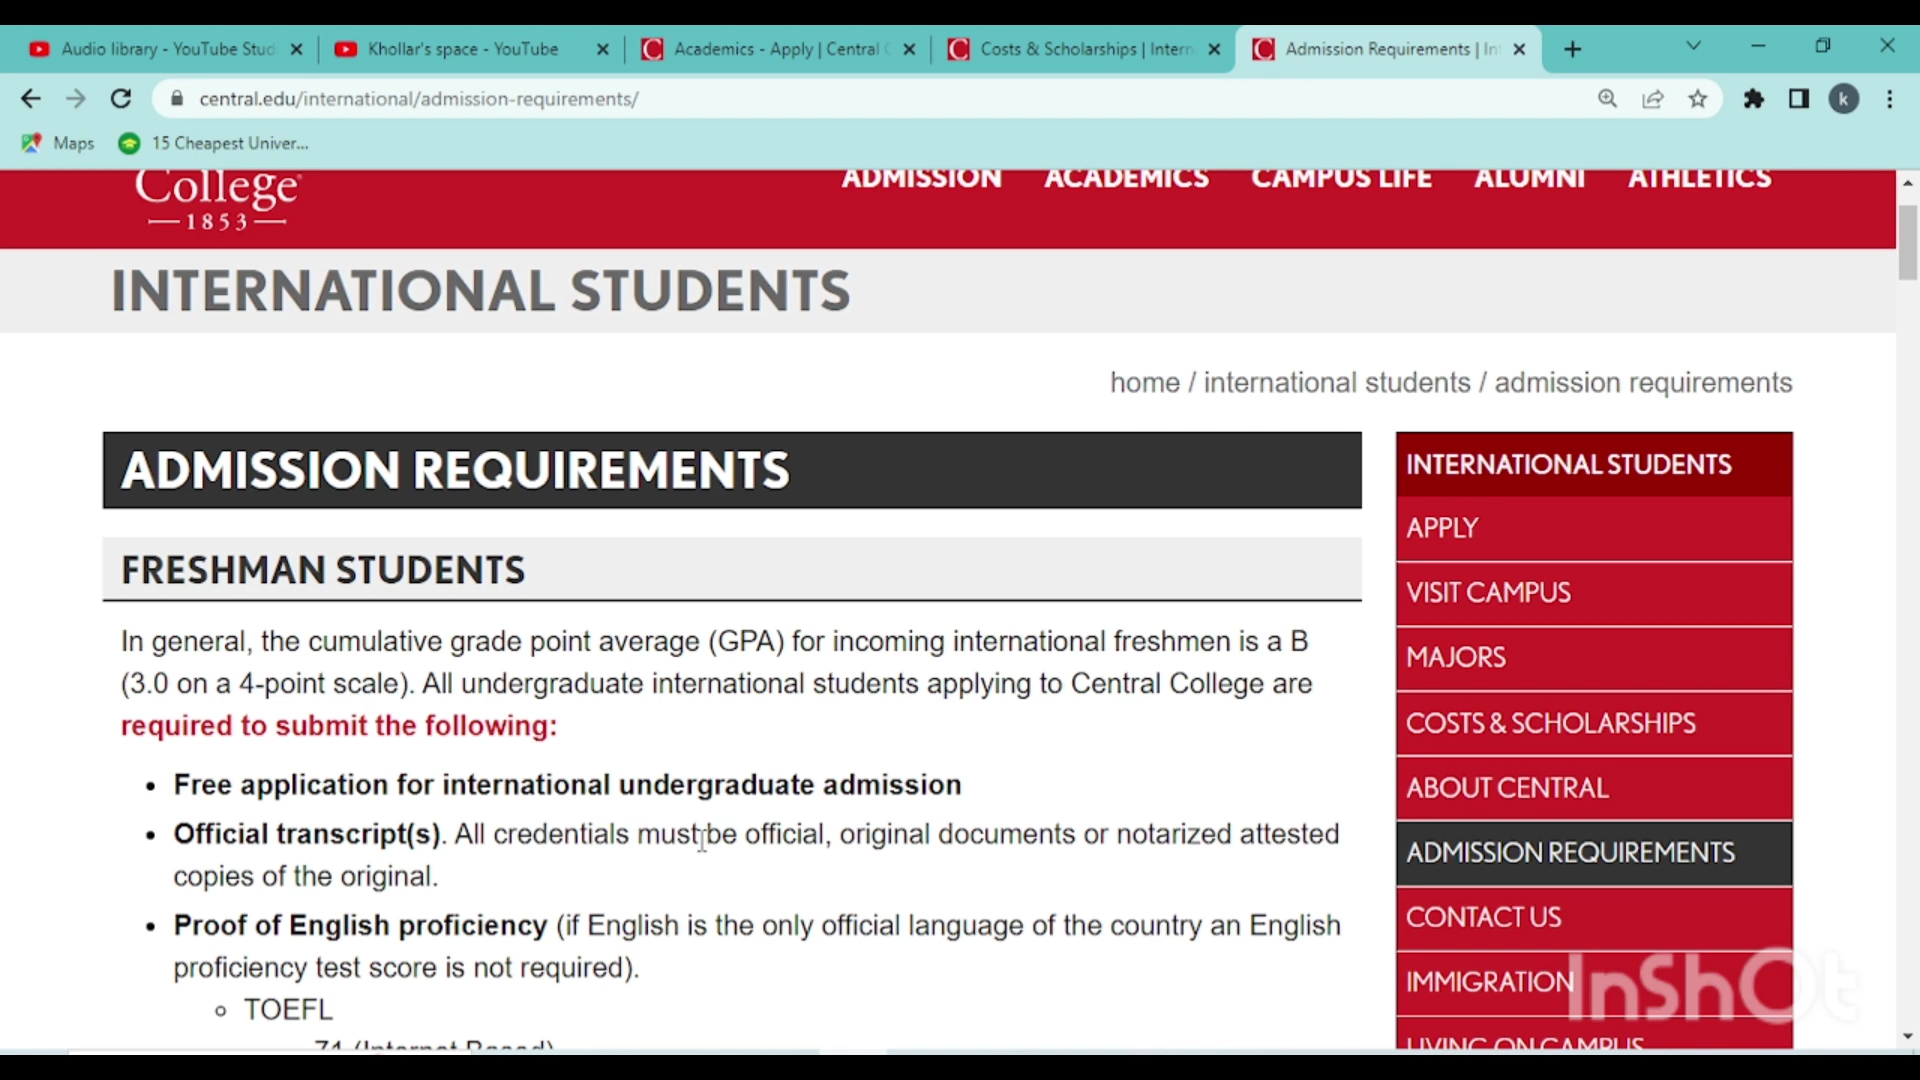 Audio library - YouTube Stud
Khollar's space - YouTube
Academics - Apply | Central C
Costs & Scholarships | Intern
Admission Requirements | Int
central.edu/international/admission-requirements/
k
Maps
15 Cheapest Univer...
College
1853
ADMISSION ACADEMICS CAMPUS LIFE ALUMNI ATHLETICS
INTERNATIONAL STUDENTS
home / international students / admission requirements
ADMISSION REQUIREMENTS
FRESHMAN STUDENTS
In general, the cumulative grade point average (GPA) for incoming international freshmen is a B
(3.0 on a 4-point scale). All undergraduate international students applying to Central College are
required to submit the following:
• Free application for international undergraduate admission
• Official transcript(s). All credentials must be official, original documents or notarized attested
copies of the original.
• Proof of English proficiency (if English is the only official language of the country an English
proficiency test score is not required).
TOEFL
71 (Internet Based)
INTERNATIONAL STUDENTS
APPLY
VISIT CAMPUS
MAJORS
COSTS & SCHOLARSHIPS
ABOUT CENTRAL
ADMISSION REQUIREMENTS
CONTACT US
IMMIGRATION
LIVING ON CAMPUS
InShOt